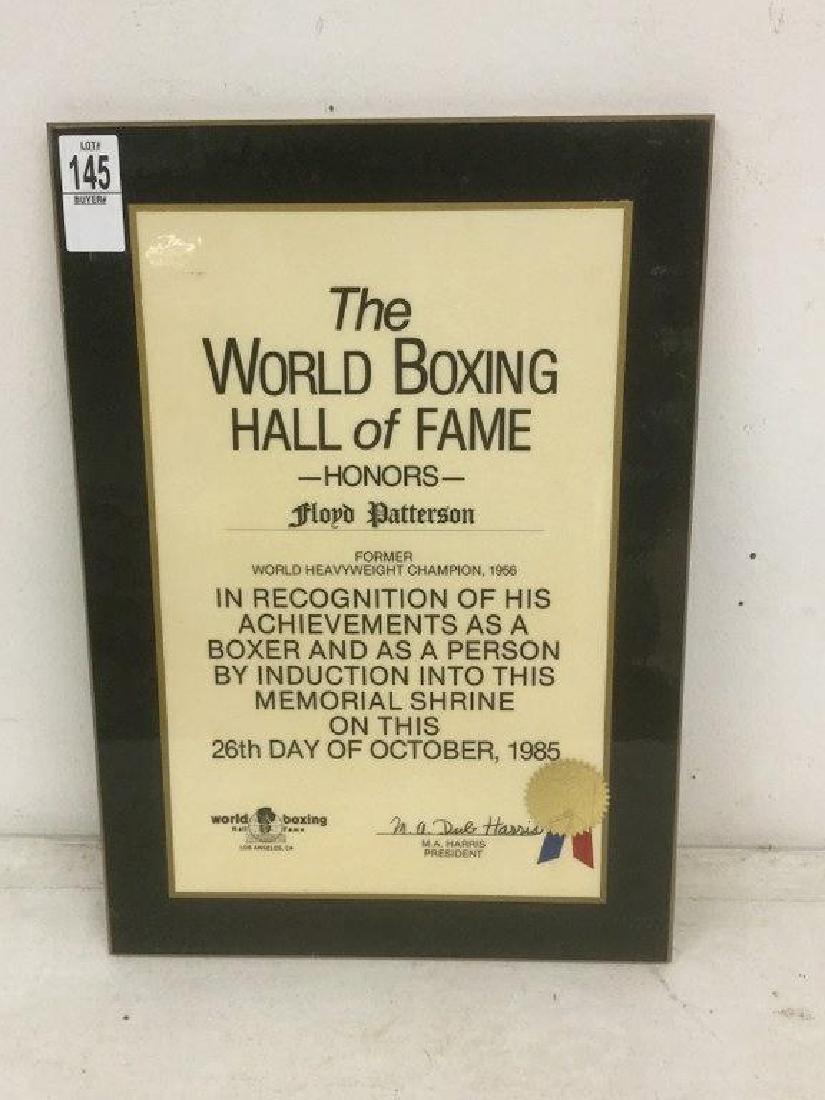 LOT#
145
BUYER#
The
WORLD BOXING
HALL of FAME
—HONORS—
Floyd Patterson
FORMER
WORLD HEAVYWEIGHT CHAMPION, 1956
IN RECOGNITION OF HIS
ACHIEVEMENTS AS A
BOXER AND AS A PERSON
BY INDUCTION INTO THIS
MEMORIAL SHRINE
ON THIS
26th DAY OF OCTOBER, 1985
world boxing
Hall Fame
LOS ANGELES, CA
M. A. Dub Harris
M.A. HARRIS
PRESIDENT